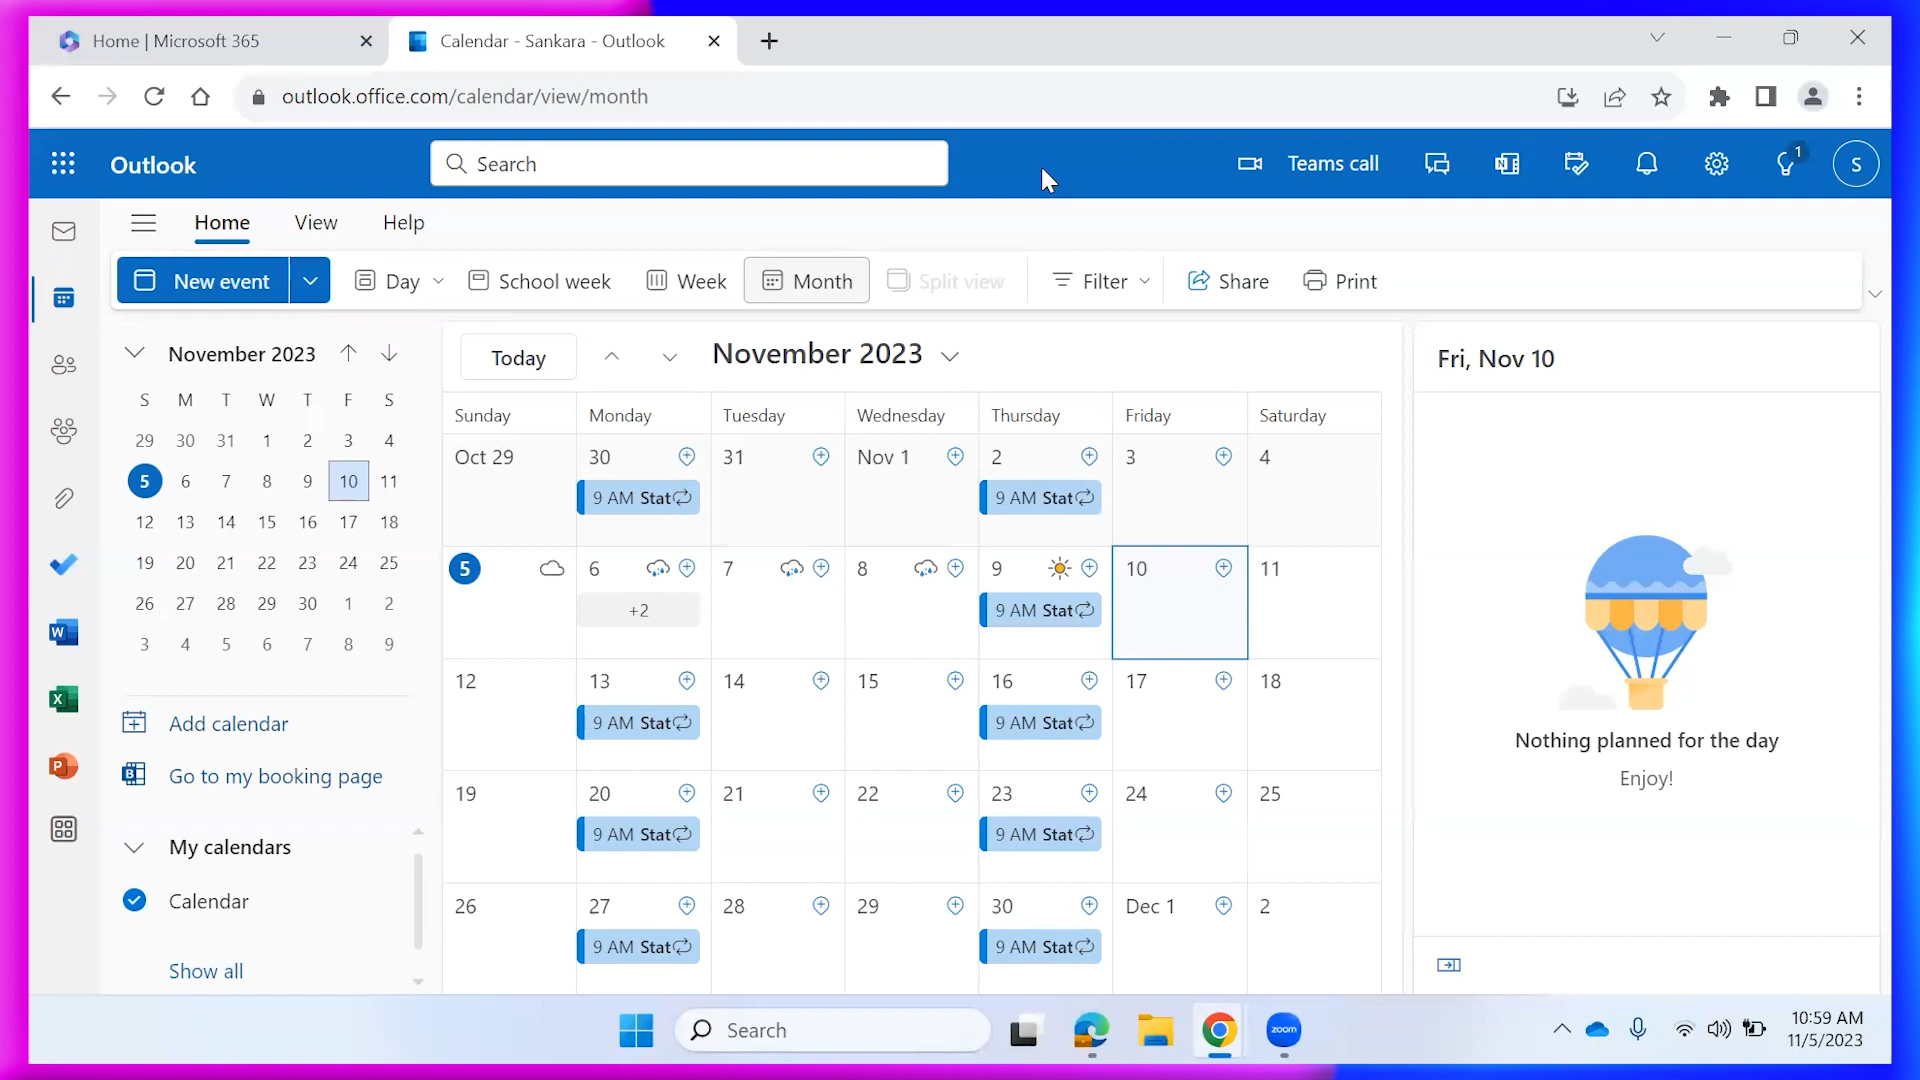 Home | Microsoft 365
Calendar - Sankara - Outlook
outlook.office.com/calendar/view/month
Outlook
Search
Teams call
1
S
Home View Help
New event
Day
School week
Week
Month
Split view
Filter
Share
Print
November 2023
S M T W T F S
29 30 31 1 2 3 4
5 6 7 8 9 10 11
12 13 14 15 16 17 18
19 20 21 22 23 24 25
26 27 28 29 30 1 2
3 4 5 6 7 8 9
Add calendar
Go to my booking page
My calendars
Calendar
Show all
Today
November 2023
Sunday Monday Tuesday Wednesday Thursday Friday Saturday
Oct 29 30 31 Nov 1 2 3 4
9 AM Stat 9 AM Stat
5 6 7 8 9 10 11
+2 9 AM Stat
12 13 14 15 16 17 18
9 AM Stat 9 AM Stat
19 20 21 22 23 24 25
9 AM Stat 9 AM Stat
26 27 28 29 30 Dec 1 2
9 AM Stat 9 AM Stat
Fri, Nov 10
Nothing planned for the day
Enjoy!
W
X
P
B
N
Search
zoom
10:59 AM
11/5/2023